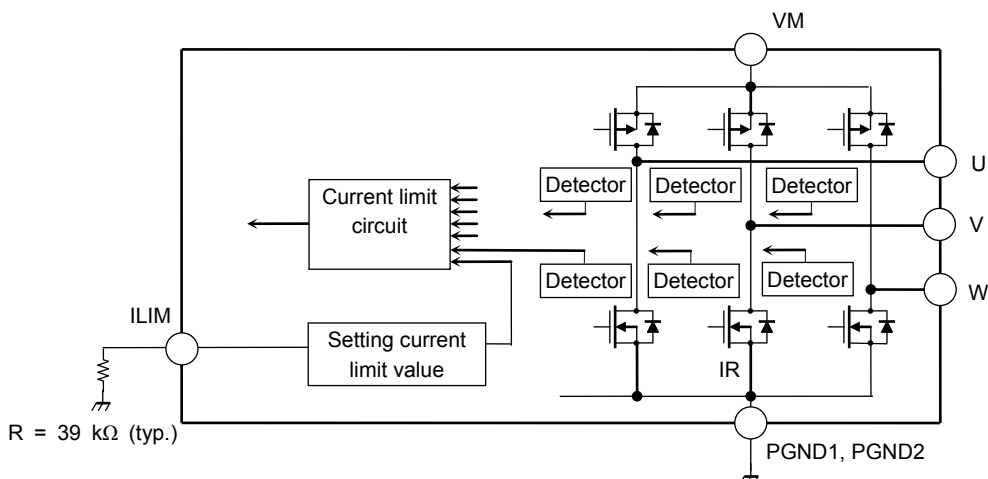 VM
U
Detector
Detector
Detector
Current limit
circuit
V
Detector
Detector
Detector
W
ILIM
Setting current
limit value
IR
R = 39 kΩ (typ.)
PGND1, PGND2